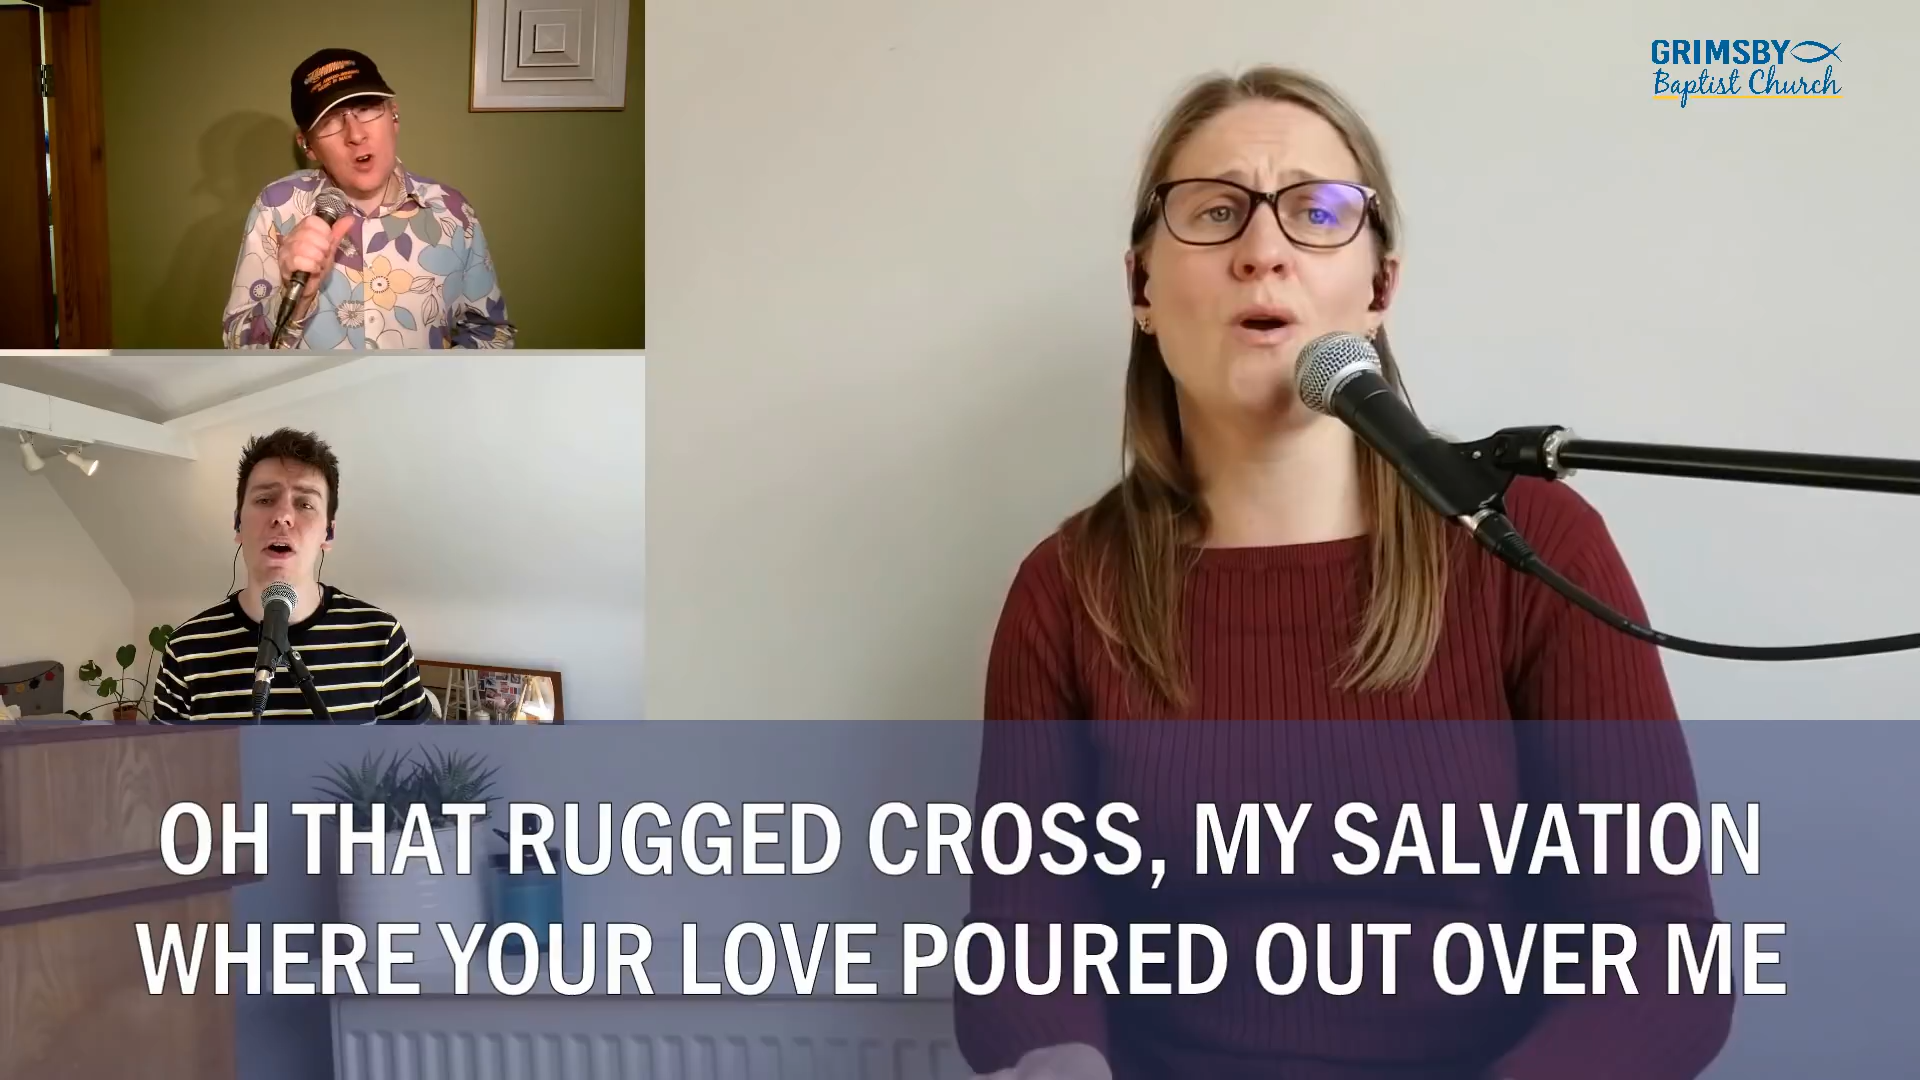 GRIMSBY
Baptist Church
OH THAT RUGGED CROSS, MY SALVATION
WHERE YOUR LOVE POURED OUT OVER ME